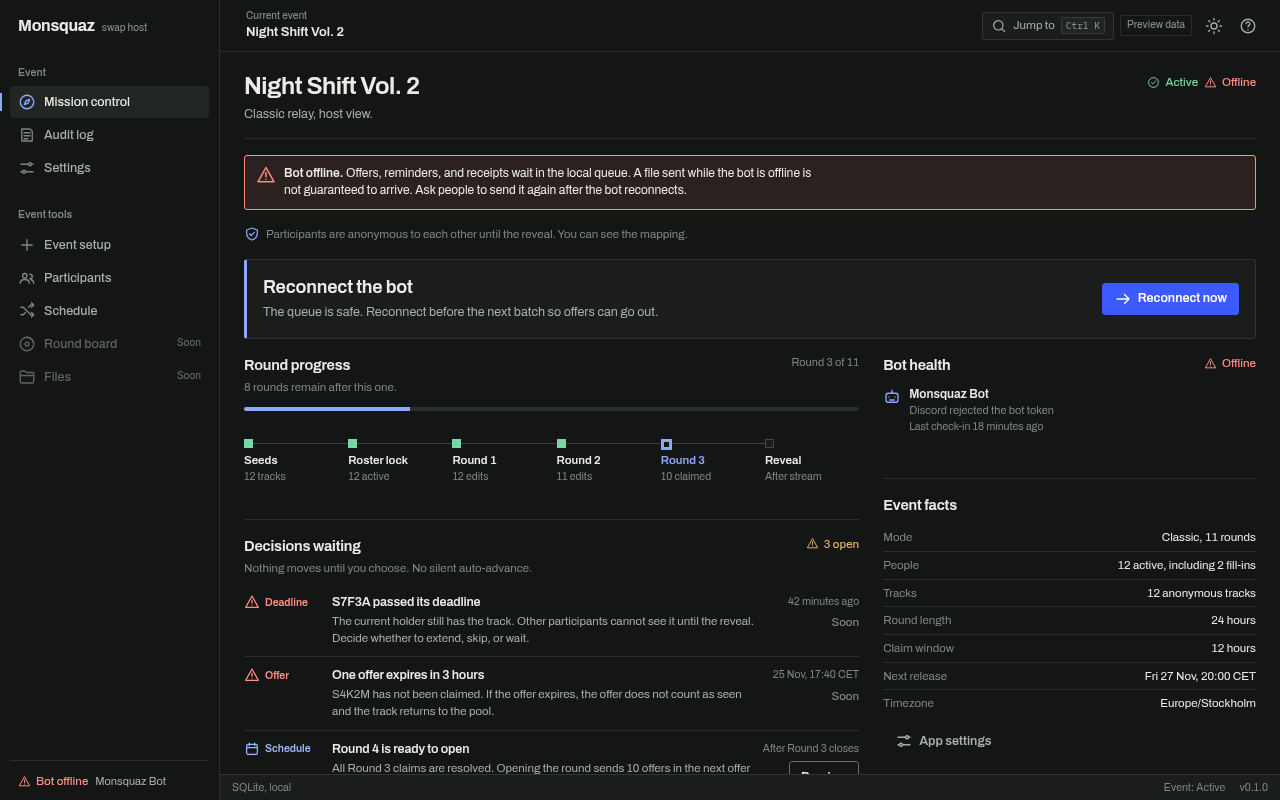 Monsquaz swap host
Current event
Night Shift Vol. 2
Jump to Ctrl K
Preview data
Event
Mission control
Audit log
Settings
Event tools
Event setup
Participants
Schedule
Round board Soon
Files Soon
Bot offline Monsquaz Bot
Night Shift Vol. 2
Active Offline
Classic relay, host view.
Bot offline. Offers, reminders, and receipts wait in the local queue. A file sent while the bot is offline is
not guaranteed to arrive. Ask people to send it again after the bot reconnects.
Participants are anonymous to each other until the reveal. You can see the mapping.
Reconnect the bot
The queue is safe. Reconnect before the next batch so offers can go out.
Reconnect now
Round progress
Round 3 of 11
8 rounds remain after this one.
Seeds
12 tracks
Roster lock
12 active
Round 1
12 edits
Round 2
11 edits
Round 3
10 claimed
Reveal
After stream
Decisions waiting
3 open
Nothing moves until you choose. No silent auto-advance.
Deadline
S7F3A passed its deadline
42 minutes ago
The current holder still has the track. Other participants cannot see it until the reveal.
Decide whether to extend, skip, or wait.
Soon
Offer
One offer expires in 3 hours
25 Nov, 17:40 CET
S4K2M has not been claimed. If the offer expires, the offer does not count as seen
and the track returns to the pool.
Soon
Schedule
Round 4 is ready to open
After Round 3 closes
All Round 3 claims are resolved. Opening the round sends 10 offers in the next offer
Bot health
Offline
Monsquaz Bot
Discord rejected the bot token
Last check-in 18 minutes ago
Event facts
Mode Classic, 11 rounds
People 12 active, including 2 fill-ins
Tracks 12 anonymous tracks
Round length 24 hours
Claim window 12 hours
Next release Fri 27 Nov, 20:00 CET
Timezone Europe/Stockholm
App settings
SQLite, local
Event: Active v0.1.0